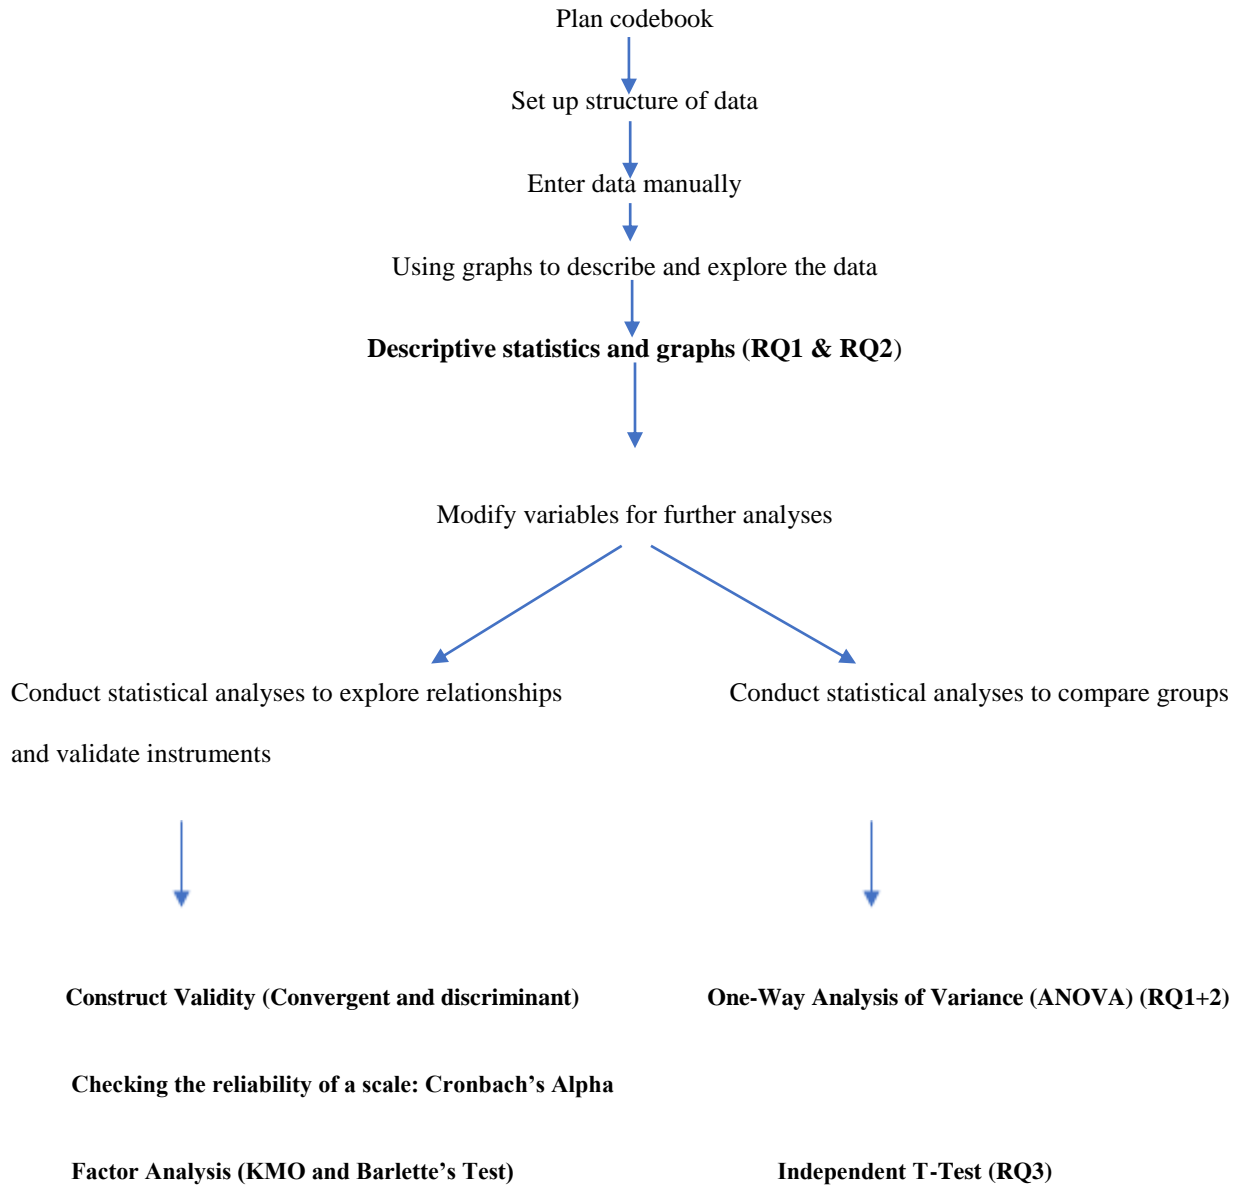 Plan codebook
Set up structure of data
Enter data manually
Using graphs to describe and explore the data
Descriptive statistics and graphs (RQ1 & RQ2)
Modify variables for further analyses
Conduct statistical analyses to explore relationships
and validate instruments
Conduct statistical analyses to compare groups
Construct Validity (Convergent and discriminant)
Checking the reliability of a scale: Cronbach’s Alpha
Factor Analysis (KMO and Barlette’s Test)
One-Way Analysis of Variance (ANOVA) (RQ1+2)
Independent T-Test (RQ3)